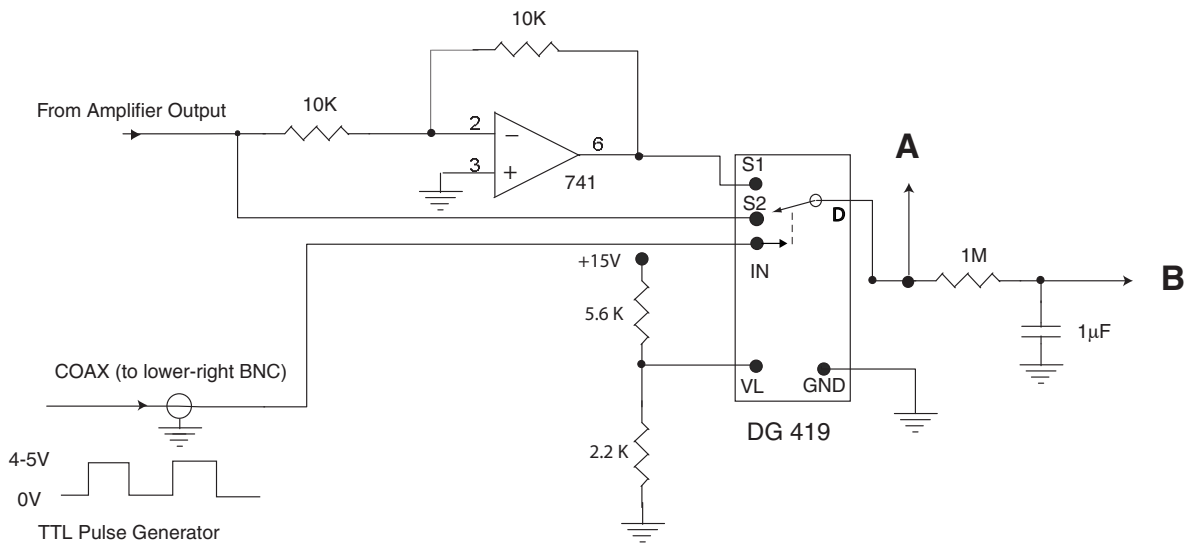 10K
From Amplifier Output
10K
2
3
6
741
S1
S2
D
IN
A
1M
B
1μF
+15V
5.6 K
COAX (to lower-right BNC)
VL
GND
DG 419
2.2 K
4-5V
0V
TTL Pulse Generator